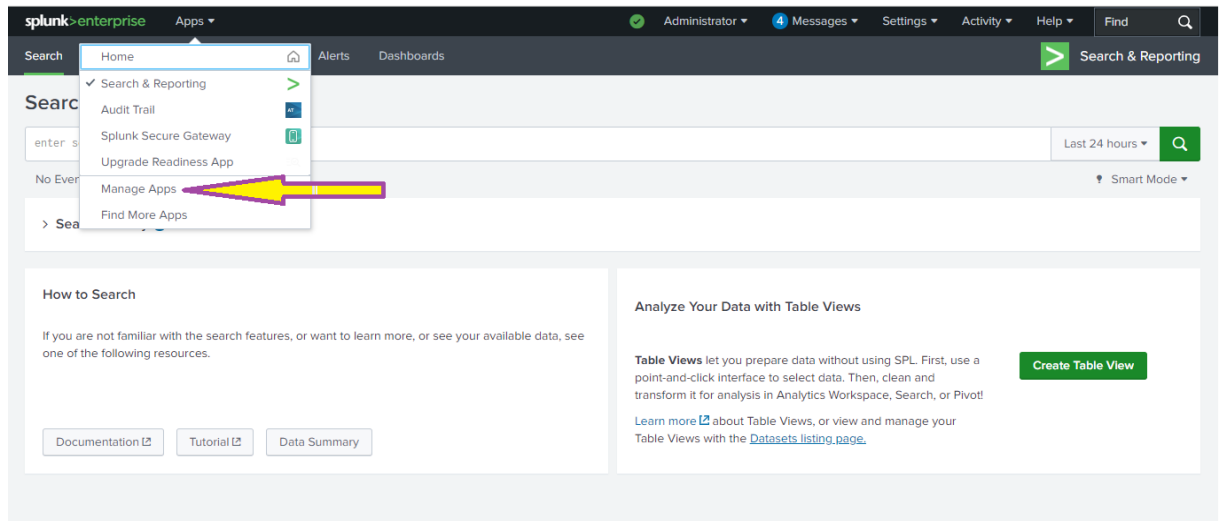 splunk>enterprise Apps Administrator 4 Messages Settings Activity Help Find
Search Alerts Dashboards Search & Reporting
Home
Search & Reporting
Audit Trail
AT
Splunk Secure Gateway
Upgrade Readiness App
Manage Apps
Find More Apps
Searc
enter s Last 24 hours
No Ever Smart Mode
> Sea
How to Search
If you are not familiar with the search features, or want to learn more, or see your available data, see
one of the following resources.
Documentation Tutorial Data Summary
Analyze Your Data with Table Views
Table Views let you prepare data without using SPL. First, use a
point-and-click interface to select data. Then, clean and
transform it for analysis in Analytics Workspace, Search, or Pivot!
Learn more about Table Views, or view and manage your
Table Views with the Datasets listing page.
Create Table View